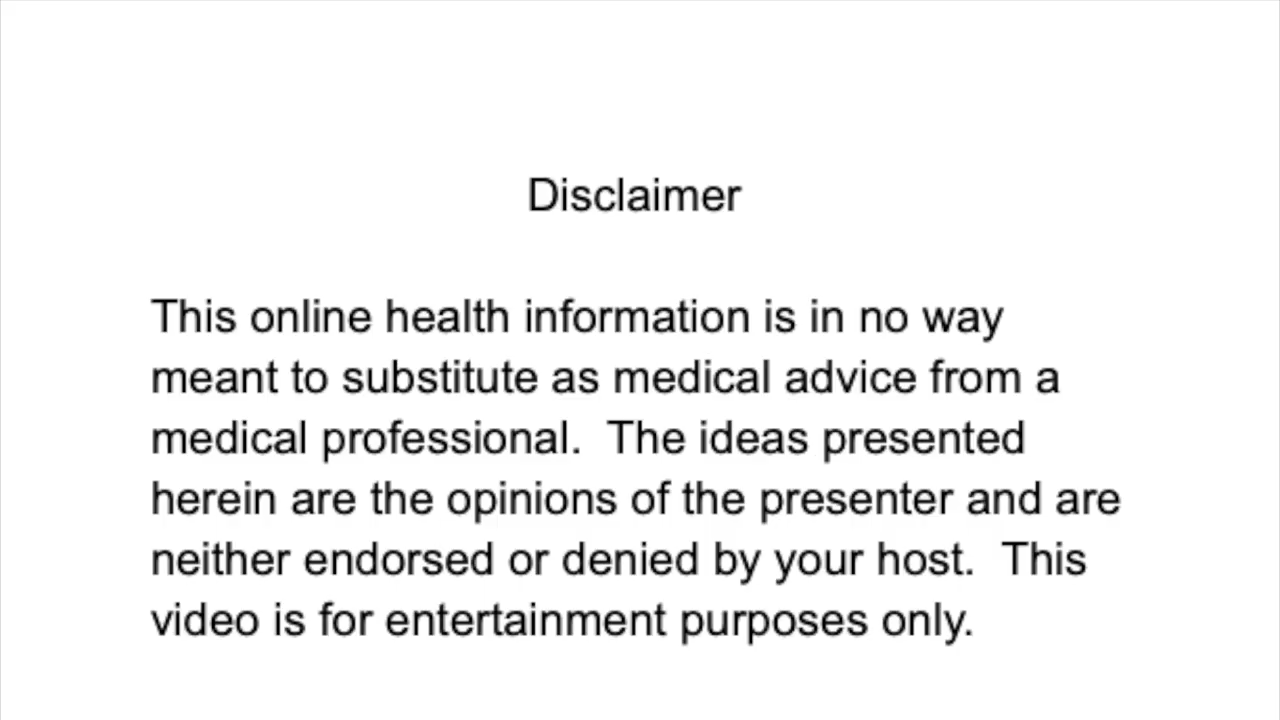 Disclaimer
This online health information is in no way
meant to substitute as medical advice from a
medical professional.  The ideas presented
herein are the opinions of the presenter and are
neither endorsed or denied by your host.  This
video is for entertainment purposes only.